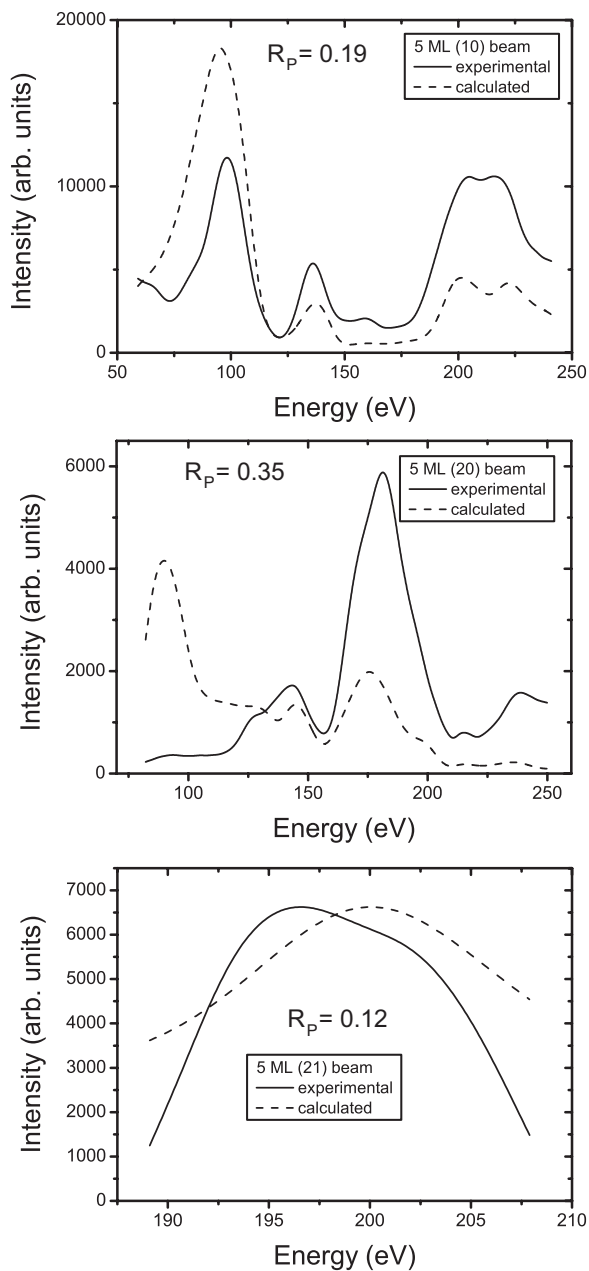 20000
5 ML (10) beam
R_P = 0.19
experimental
calculated
10000
0
50
100
150
200
250
Intensity (arb. units)
Energy (eV)
6000
5 ML (20) beam
R_P = 0.35
experimental
calculated
4000
2000
0
100
150
200
250
Intensity (arb. units)
Energy (eV)
7000
6000
5000
4000
R_P = 0.12
3000
5 ML (21) beam
experimental
2000
calculated
1000
0
190
195
200
205
210
Intensity (arb. units)
Energy (eV)